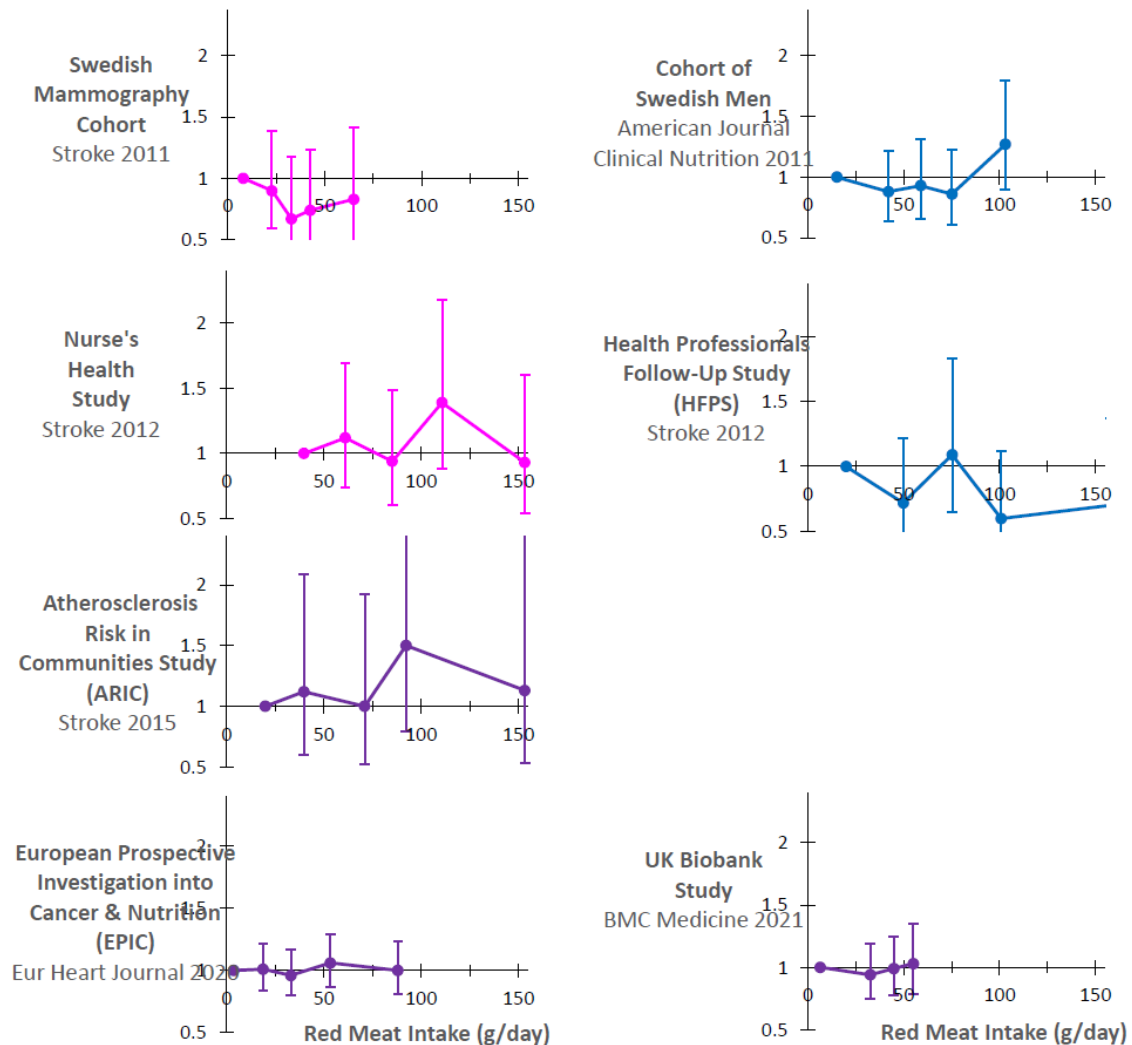 Swedish
Mammography
Cohort
Stroke 2011
2
1.5
1
0.5
0
50
100
150
Cohort of
Swedish Men
American Journal
Clinical Nutrition 2011
2
1.5
1
0.5
0
50
100
150
Nurse's
Health
Study
Stroke 2012
2
1.5
1
0.5
0
50
100
150
Health Professionals
Follow-Up Study
(HFPS)
Stroke 2012
2
1.5
1
0.5
0
50
100
150
Atherosclerosis
Risk in
Communities Study
(ARIC)
Stroke 2015
2
1.5
1
0.5
0
50
100
150
European Prospective
Investigation into
Cancer & Nutrition
(EPIC)
Eur Heart Journal 2020
2
1.5
1
0.5
0
50
100
150
Red Meat Intake (g/day)
UK Biobank
Study
BMC Medicine 2021
2
1.5
1
0.5
0
50
100
150
Red Meat Intake (g/day)